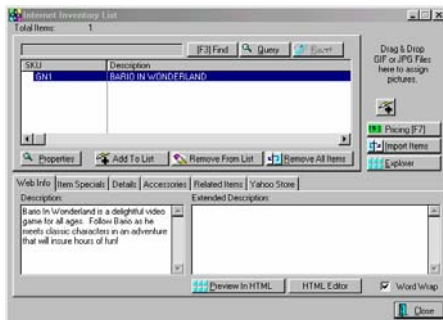 Internet Inventory List
Total Items: 1
[F3] Find Query Reset
Drag & Drop
GIF or JPG Files
here to assign
pictures.
SKU Description
GN1 BARIO IN WONDERLAND
Pricing [F7]
Import Items
Explorer
Properties Add To List Remove From List Remove All Items
Web Info Item Specials Details Accessories Related Items Yahoo Store
Description: Extended Description:
Bario In Wonderland is a delightful video
game for all ages. Follow Bario as he
meets classic characters in an adventure
that will insure hours of fun!
Preview In HTML HTML Editor Word Wrap
Close